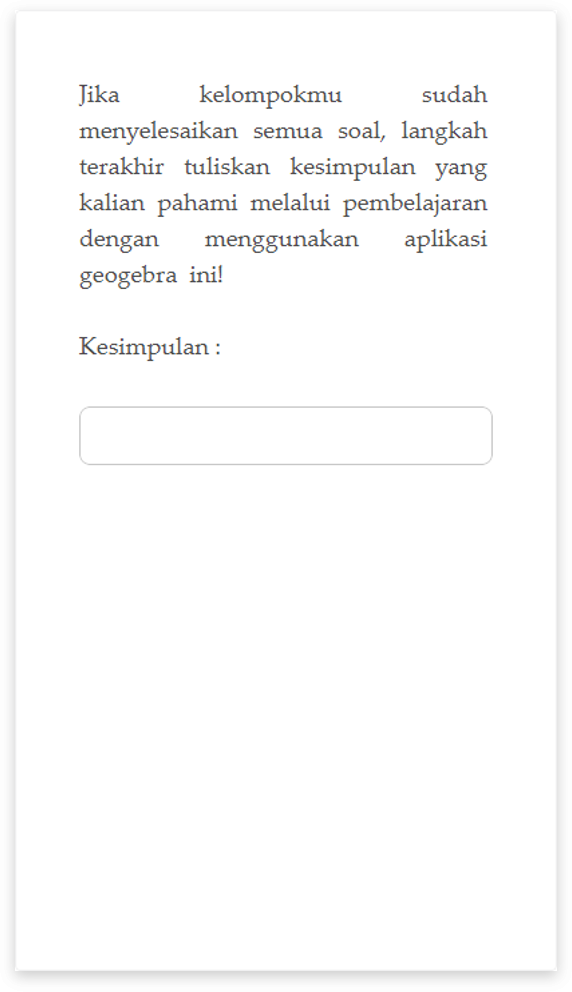 Jika kelompokmu sudah
menyelesaikan semua soal, langkah
terakhir tuliskan kesimpulan yang
kalian pahami melalui pembelajaran
dengan menggunakan aplikasi
geogebra ini!
Kesimpulan :